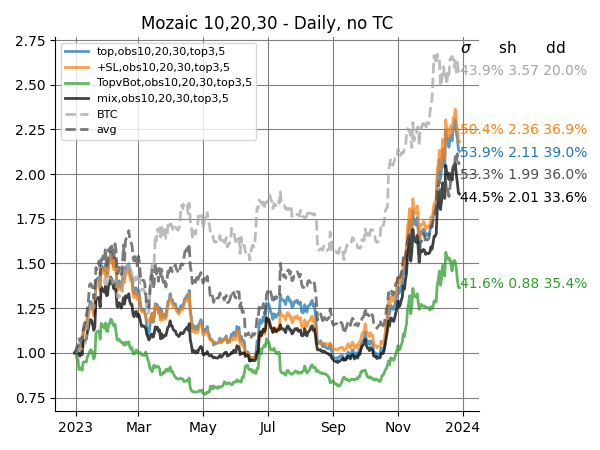 Mozaic 10,20,30 - Daily, no TC
σ sh dd
top,obs10,20,30,top3,5
+SL,obs10,20,30,top3,5
TopvBot,obs10,20,30,top3,5
mix,obs10,20,30,top3,5
BTC
avg
43.9% 3.57 20.0%
50.4% 2.36 36.9%
53.9% 2.11 39.0%
53.3% 1.99 36.0%
44.5% 2.01 33.6%
41.6% 0.88 35.4%
2.75
2.50
2.25
2.00
1.75
1.50
1.25
1.00
0.75
2023 Mar May Jul Sep Nov 2024